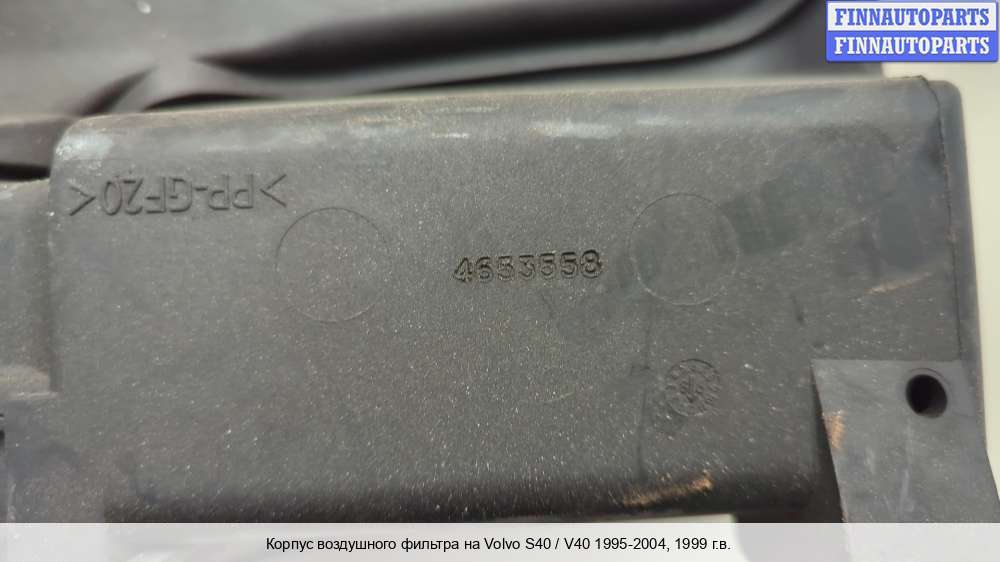 FINNAUTOPARTS
FINNAUTOPARTS
>PP-GF20<
4653558
Корпус воздушного фильтра на Volvo S40 / V40 1995-2004, 1999 г.в.